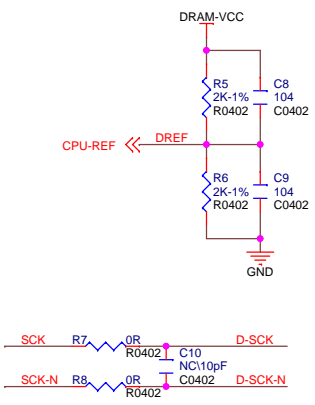 DRAM-VCC
R5
2K-1%
R0402
C8
104
C0402
CPU-REF
DREF
R6
2K-1%
R0402
C9
104
C0402
GND
SCK R7 0R D-SCK
R0402
C10
NC\10pF
C0402
SCK-N R8 0R D-SCK-N
R0402